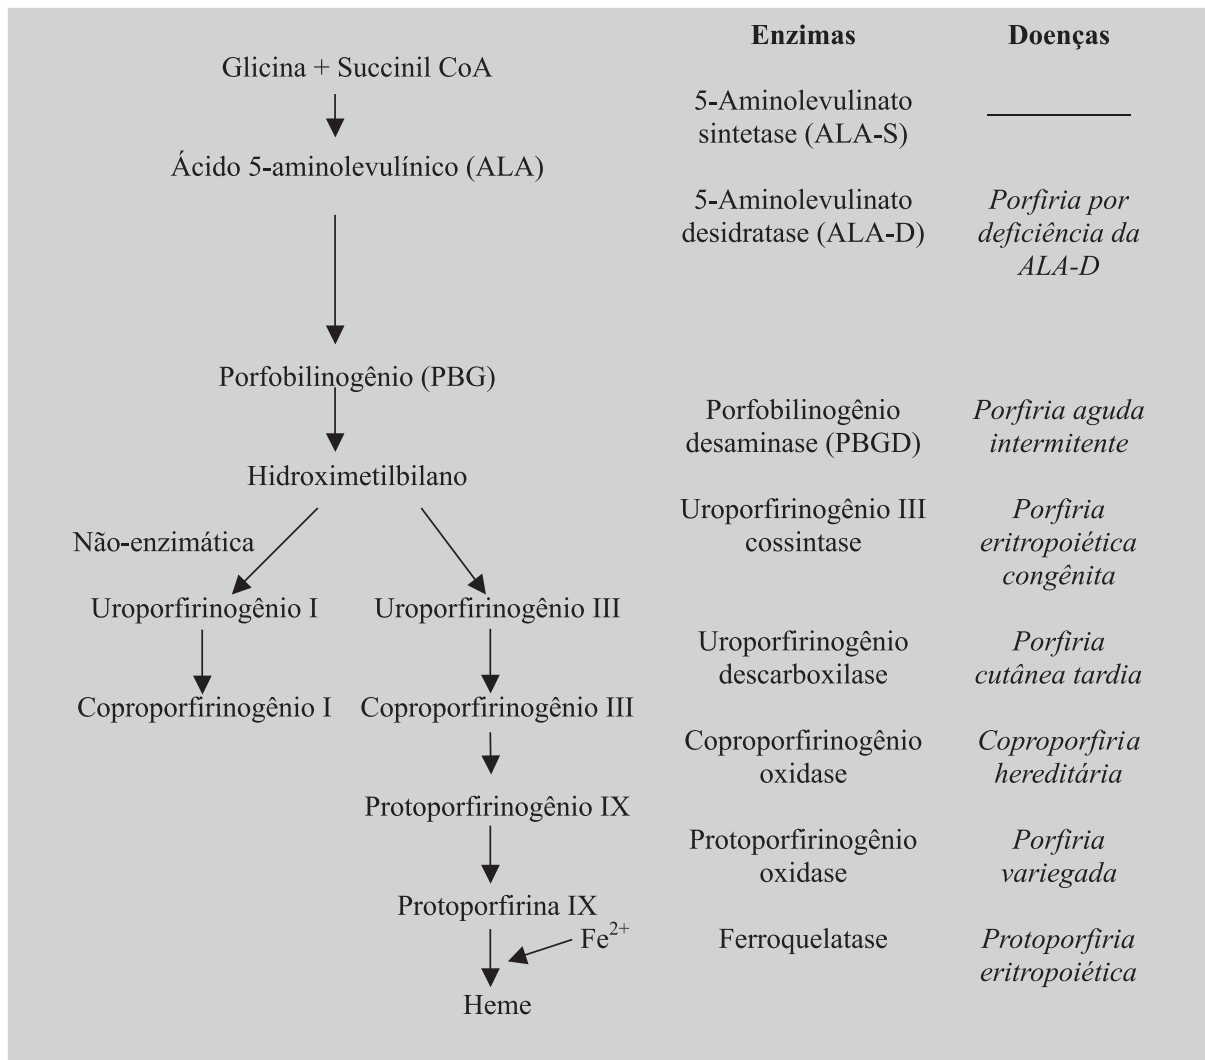 Enzimas
Doenças
Glicina + Succinil CoA
5-Aminolevulinato
sintetase (ALA-S)
Ácido 5-aminolevulínico (ALA)
5-Aminolevulinato
desidratase (ALA-D)
Porfiria por
deficiência da
ALA-D
Porfobilinogênio (PBG)
Porfobilinogênio
desaminase (PBGD)
Porfiria aguda
intermitente
Hidroximetilbilano
Não-enzimática
Uroporfirinogênio III
cossintase
Porfiria
eritropoiética
congênita
Uroporfirinogênio I
Uroporfirinogênio III
Uroporfirinogênio
descarboxilase
Porfiria
cutânea tardia
Coproporfirinogênio I
Coproporfirinogênio III
Coproporfirinogênio
oxidase
Coproporfiria
hereditária
Protoporfirinogênio IX
Protoporfirinogênio
oxidase
Porfiria
variegada
Protoporfirina IX
Fe²⁺
Ferroquelatase
Protoporfiria
eritropoiética
Heme